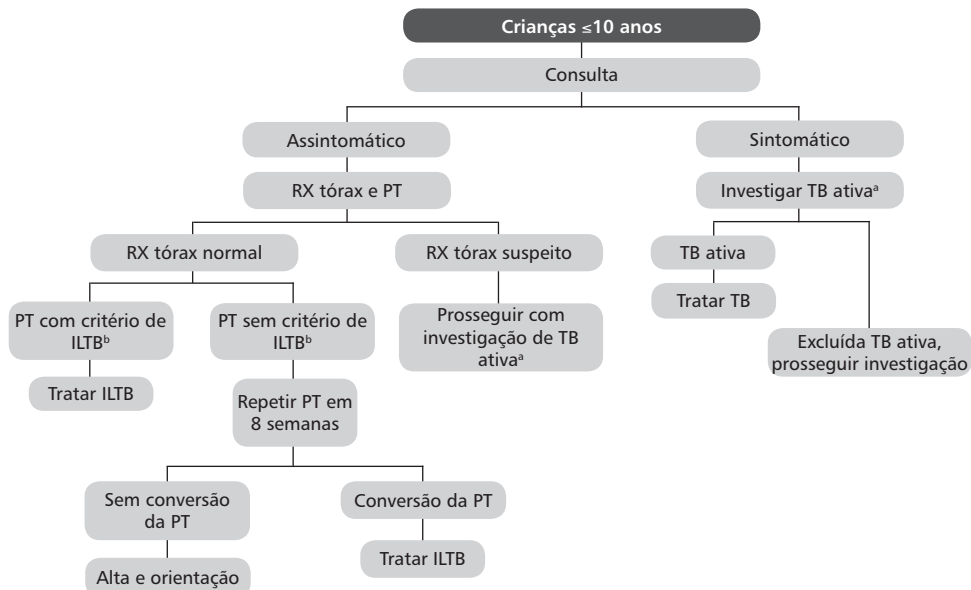 Crianças ≤10 anos
Consulta
Assintomático
Sintomático
RX tórax e PT
Investigar TB ativaᵃ
RX tórax normal
RX tórax suspeito
TB ativa
Tratar TB
PT com critério de
ILTBᵇ
PT sem critério de
ILTBᵇ
Prosseguir com
investigação de TB
ativaᵃ
Excluída TB ativa,
prosseguir investigação
Tratar ILTB
Repetir PT em
8 semanas
Sem conversão
da PT
Conversão da PT
Alta e orientação
Tratar ILTB